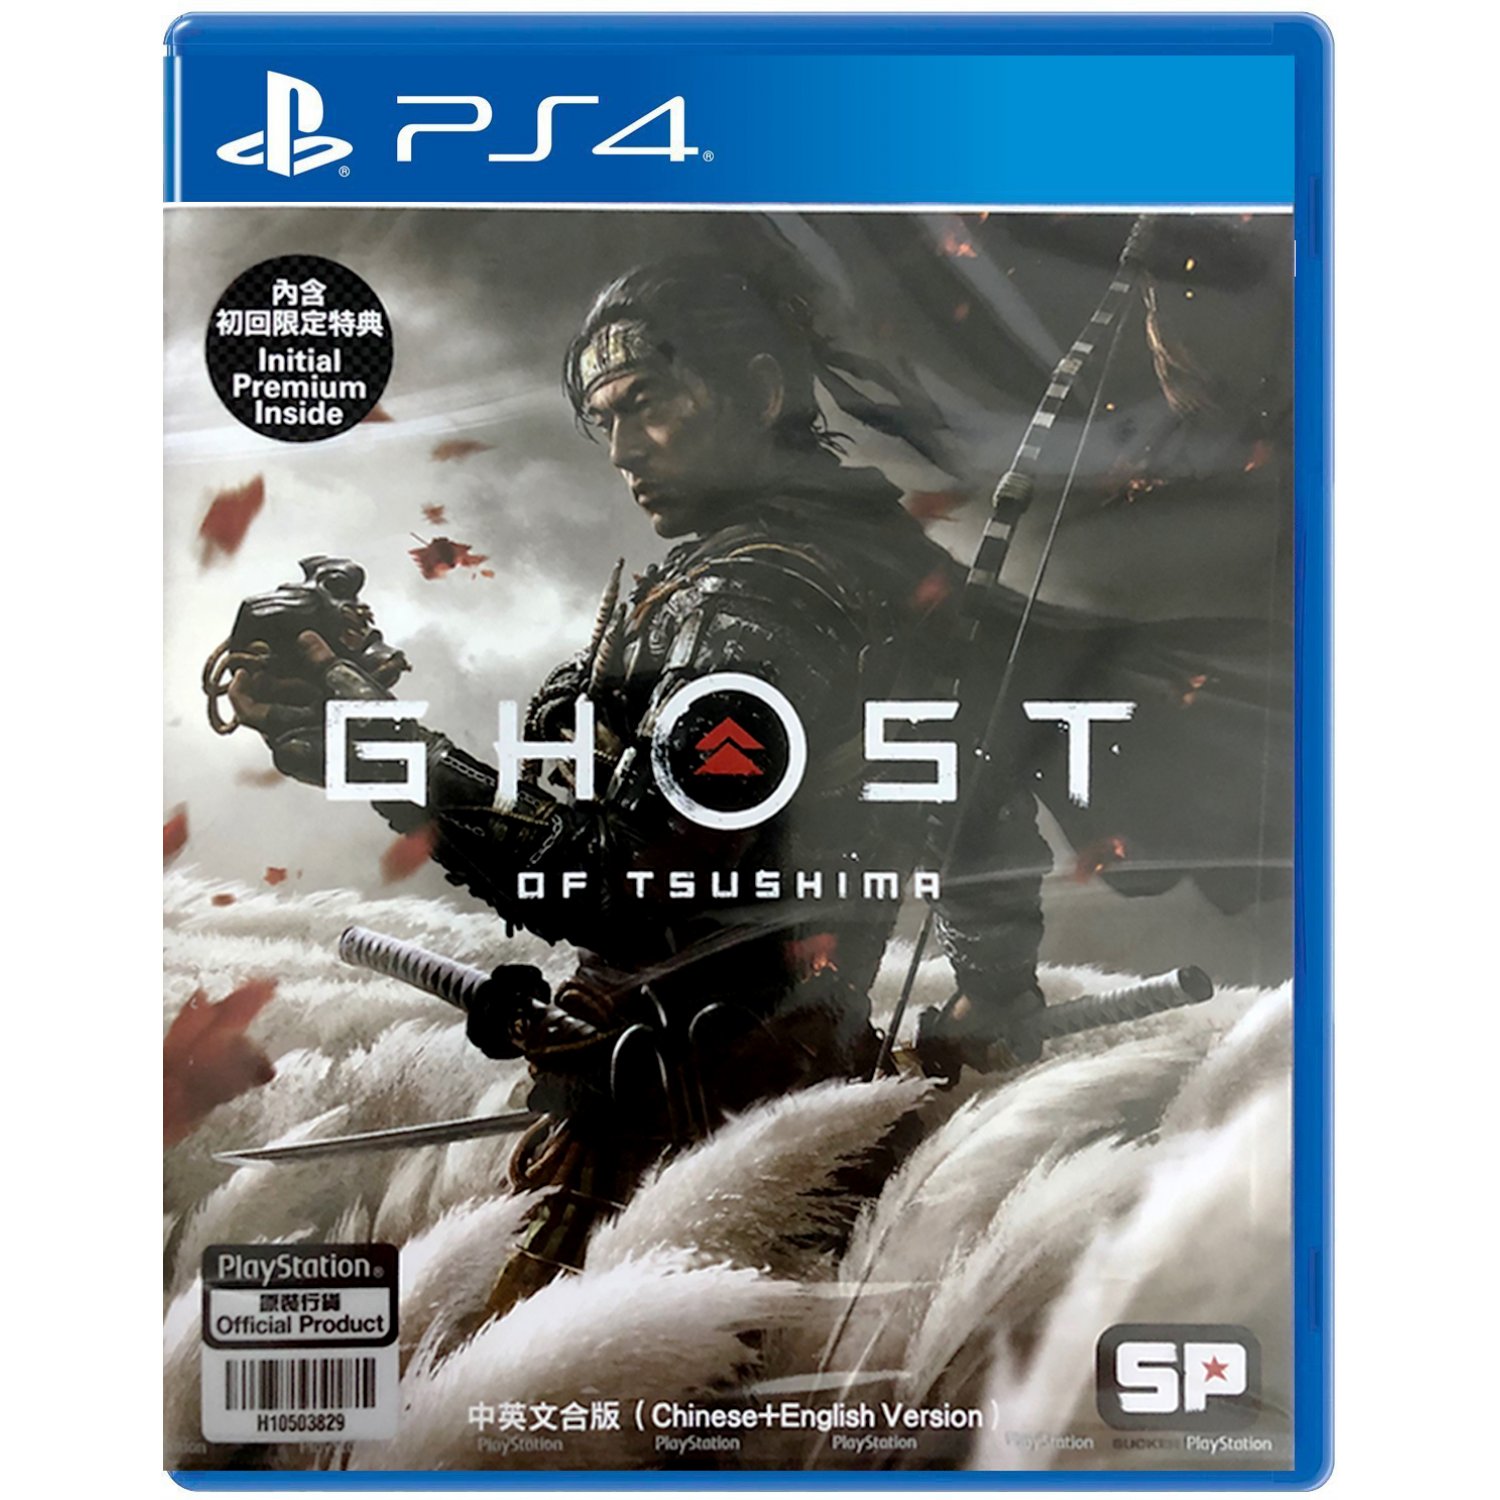 PS4®
內含
初回限定特典
Initial
Premium
Inside
GHOST
OF TSUSHIMA
PlayStation®
原裝行貨
Official Product
H10503829
SP
中英文合版（Chinese+English Version）
PlayStation PlayStation PlayStation PlayStation PlayStation